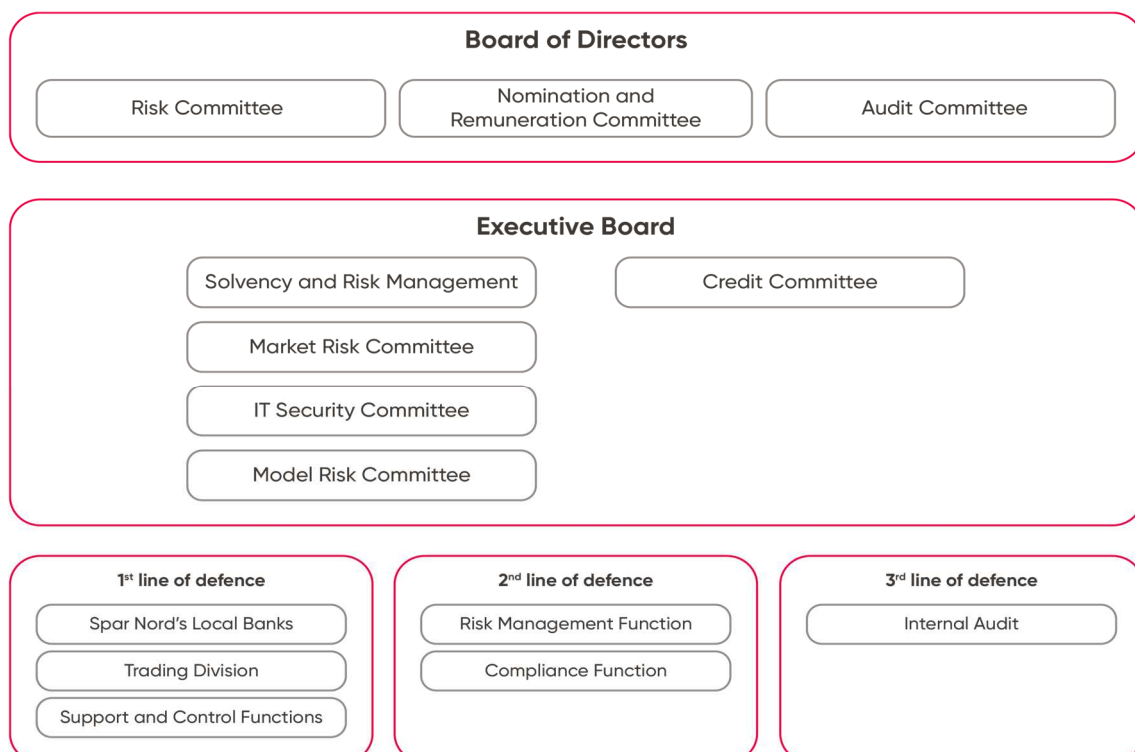 Board of Directors
Risk Committee
Nomination and
Remuneration Committee
Audit Committee
Executive Board
Solvency and Risk Management
Credit Committee
Market Risk Committee
IT Security Committee
Model Risk Committee
1st line of defence
Spar Nord's Local Banks
Trading Division
Support and Control Functions
2nd line of defence
Risk Management Function
Compliance Function
3rd line of defence
Internal Audit